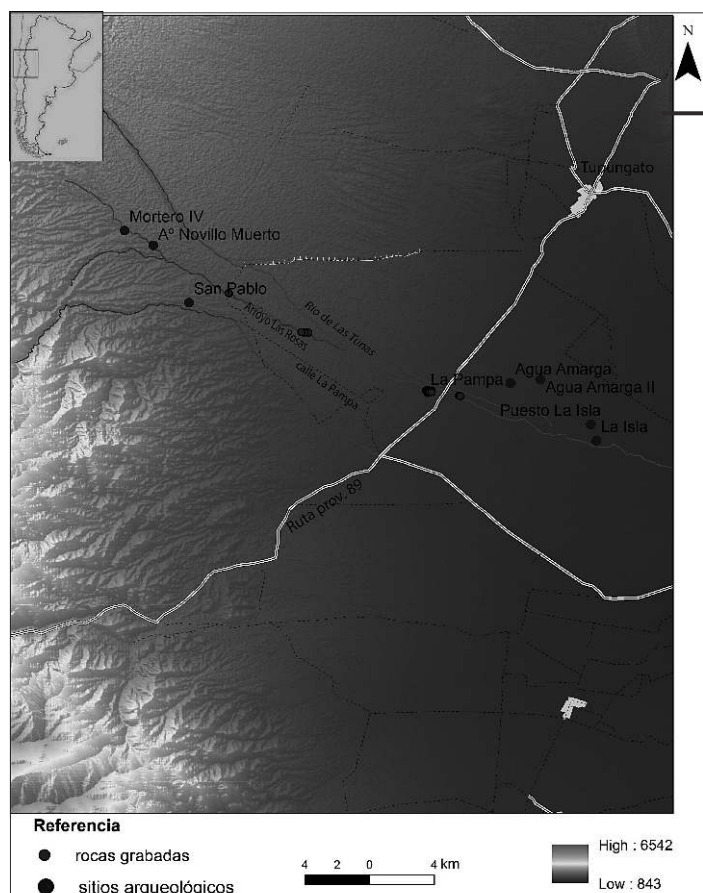 N
Tupungato
Mortero IV
Aº Novillo Muerto
San Pablo
Río de Las Tunas
Arroyo Las Rosas
calle La Pampa
La Pampa
Agua Amarga
Agua Amarga II
Puesto La Isla
La Isla
Ruta prov. 89
Referencia
rocas grabadas
sitios arqueológicos
4 2 0 4 km
High : 6542
Low : 843